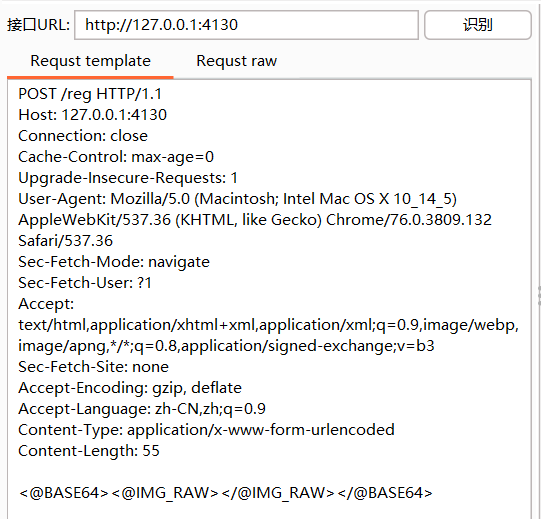 接口URL: http://127.0.0.1:4130 识别
Requst template Requst raw
POST /reg HTTP/1.1
Host: 127.0.0.1:4130
Connection: close
Cache-Control: max-age=0
Upgrade-Insecure-Requests: 1
User-Agent: Mozilla/5.0 (Macintosh; Intel Mac OS X 10_14_5)
AppleWebKit/537.36 (KHTML, like Gecko) Chrome/76.0.3809.132
Safari/537.36
Sec-Fetch-Mode: navigate
Sec-Fetch-User: ?1
Accept:
text/html,application/xhtml+xml,application/xml;q=0.9,image/webp,
image/apng,*/*;q=0.8,application/signed-exchange;v=b3
Sec-Fetch-Site: none
Accept-Encoding: gzip, deflate
Accept-Language: zh-CN,zh;q=0.9
Content-Type: application/x-www-form-urlencoded
Content-Length: 55
<@BASE64><@IMG_RAW></@IMG_RAW></@BASE64>